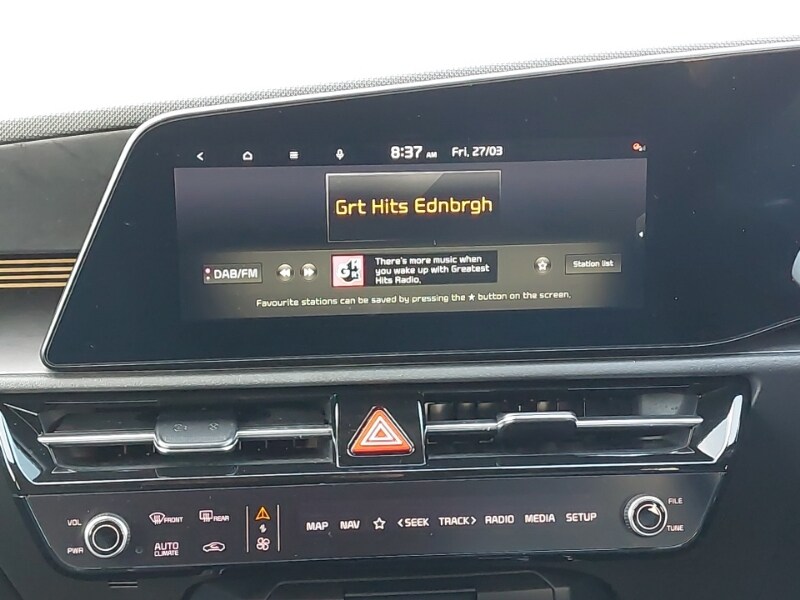 8:37 AM Fri, 27/03
Grt Hits Ednbrgh
DAB/FM
There's more music when
you wake up with Greatest
Hits Radio.
Station list
Favourite stations can be saved by pressing the ★ button on the screen.
VOL
PWR
FRONT
REAR
AUTO
CLIMATE
MAP NAV ☆ <SEEK TRACK> RADIO MEDIA SETUP
FILE
TUNE